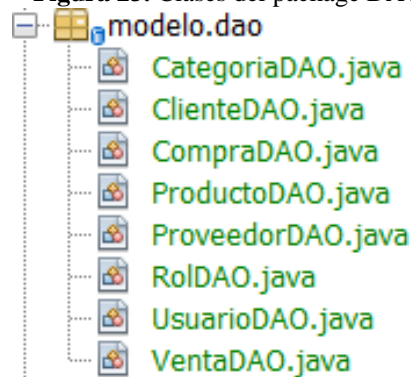 modelo.dao
CategoriaDAO.java
ClienteDAO.java
CompraDAO.java
ProductoDAO.java
ProveedorDAO.java
RolDAO.java
UsuarioDAO.java
VentaDAO.java